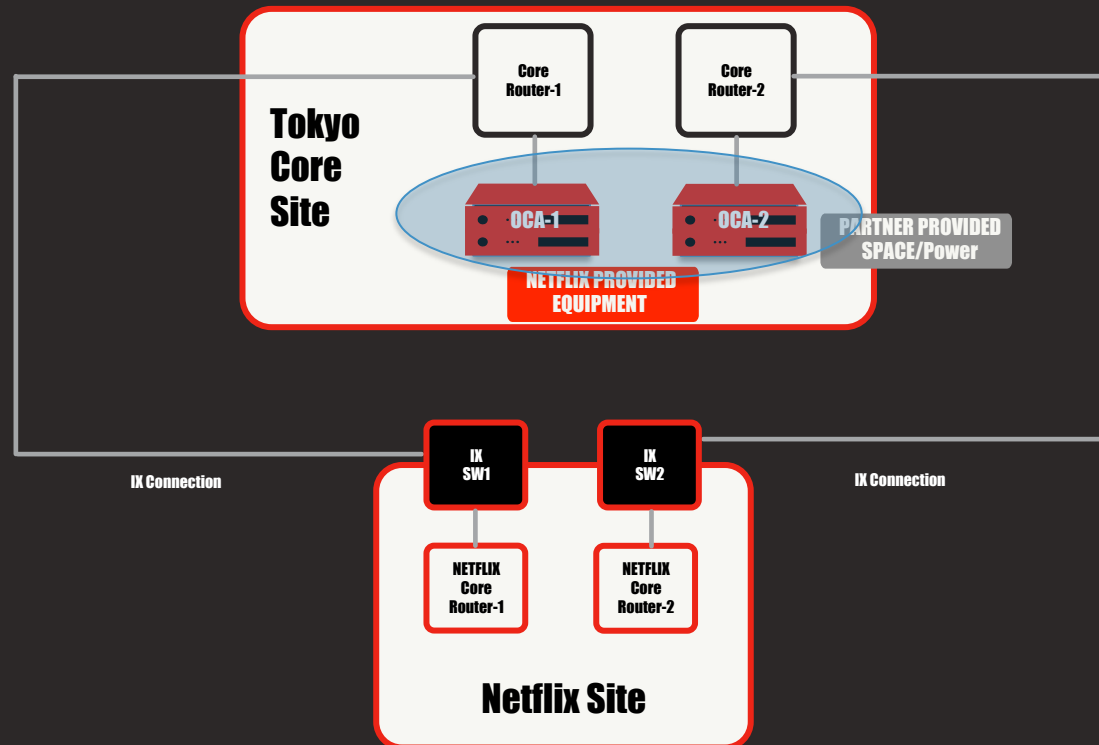 Core
Router-1
Core
Router-2
Tokyo
Core
Site
OCA-1
OCA-2
PARTNER PROVIDED
SPACE/Power
NETFLIX PROVIDED
EQUIPMENT
IX
SW1
IX
SW2
IX Connection
IX Connection
NETFLIX
Core
Router-1
NETFLIX
Core
Router-2
Netflix Site